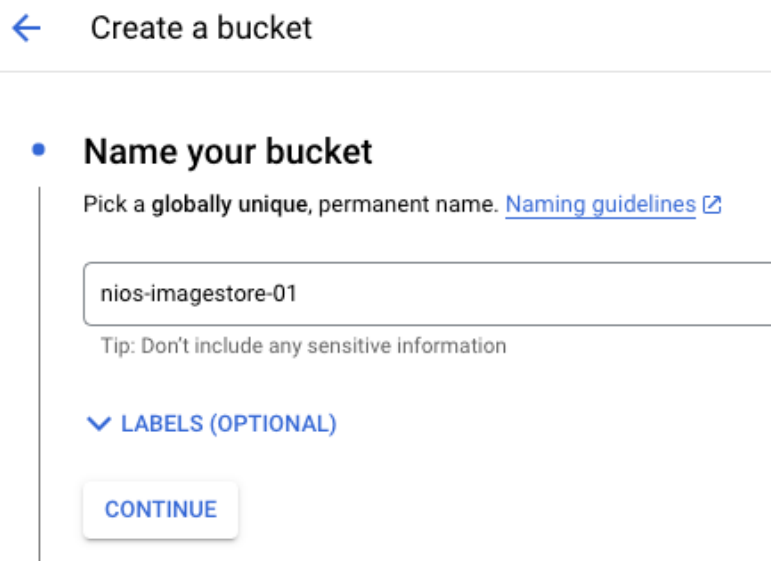 Create a bucket
Name your bucket
Pick a globally unique, permanent name. Naming guidelines
nios-imagestore-01
Tip: Don't include any sensitive information
LABELS (OPTIONAL)
CONTINUE